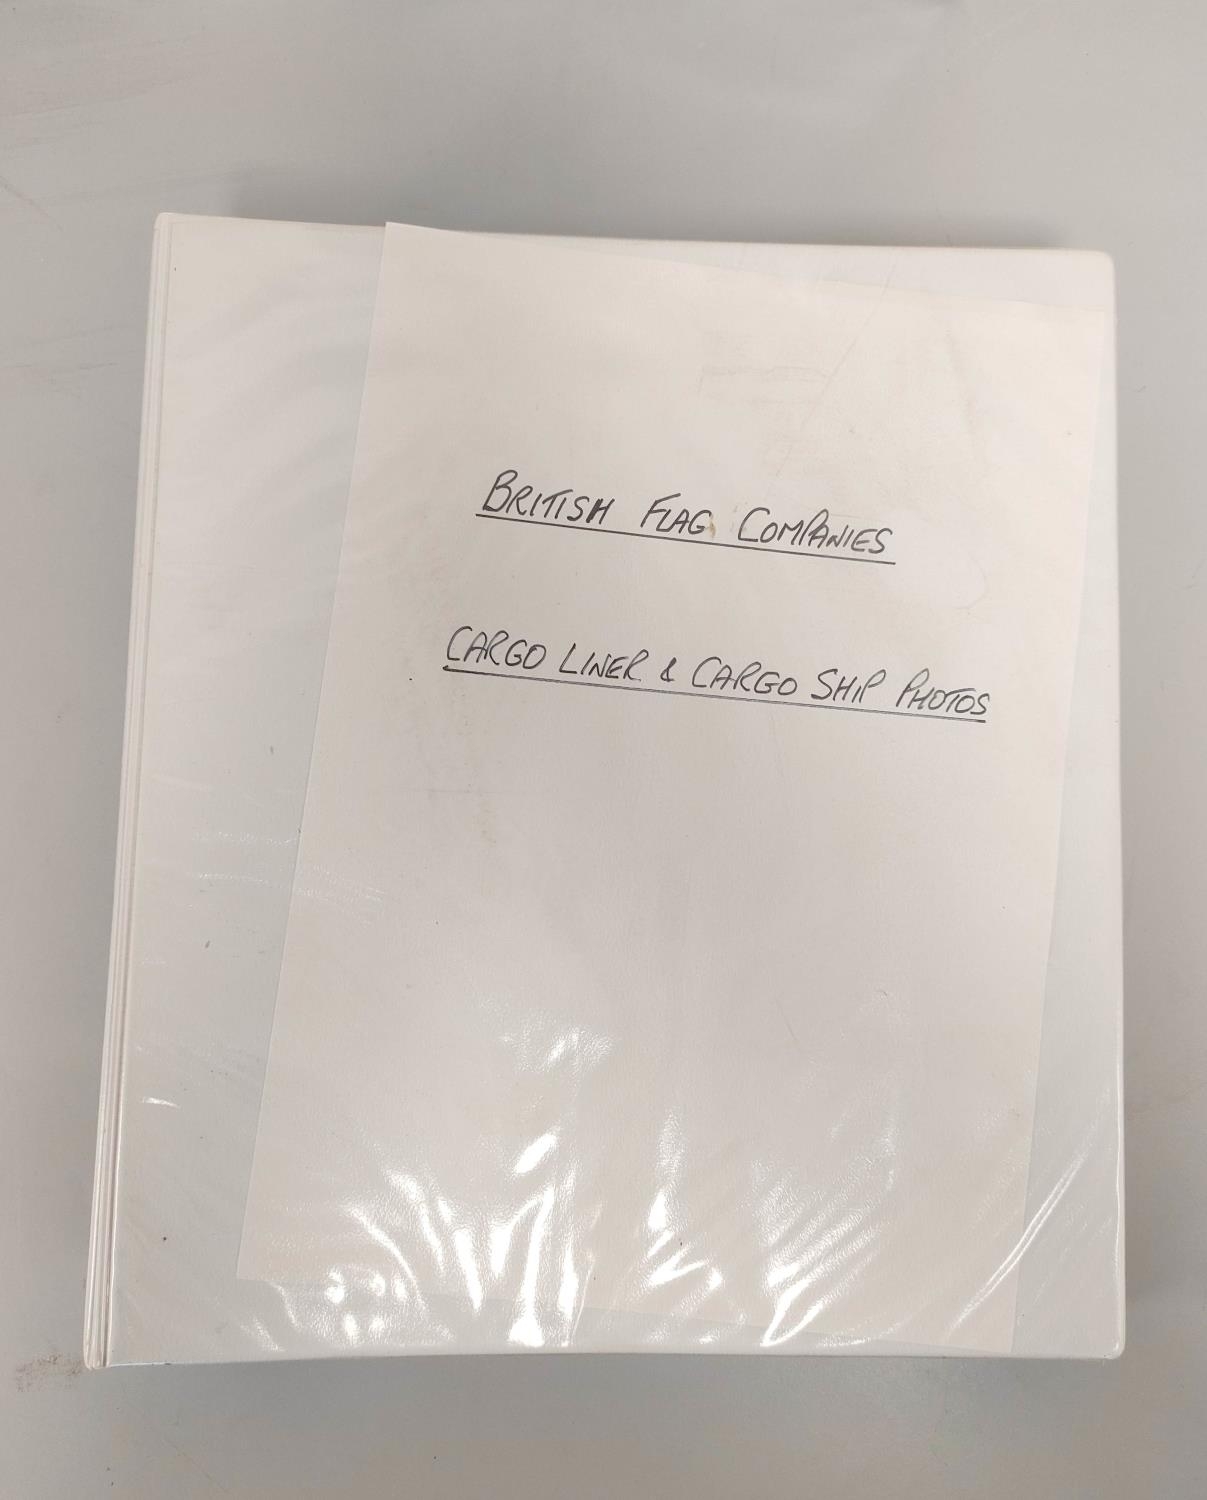 BRITISH FLAG COMPANIES
CARGO LINER & CARGO SHIP PHOTOS